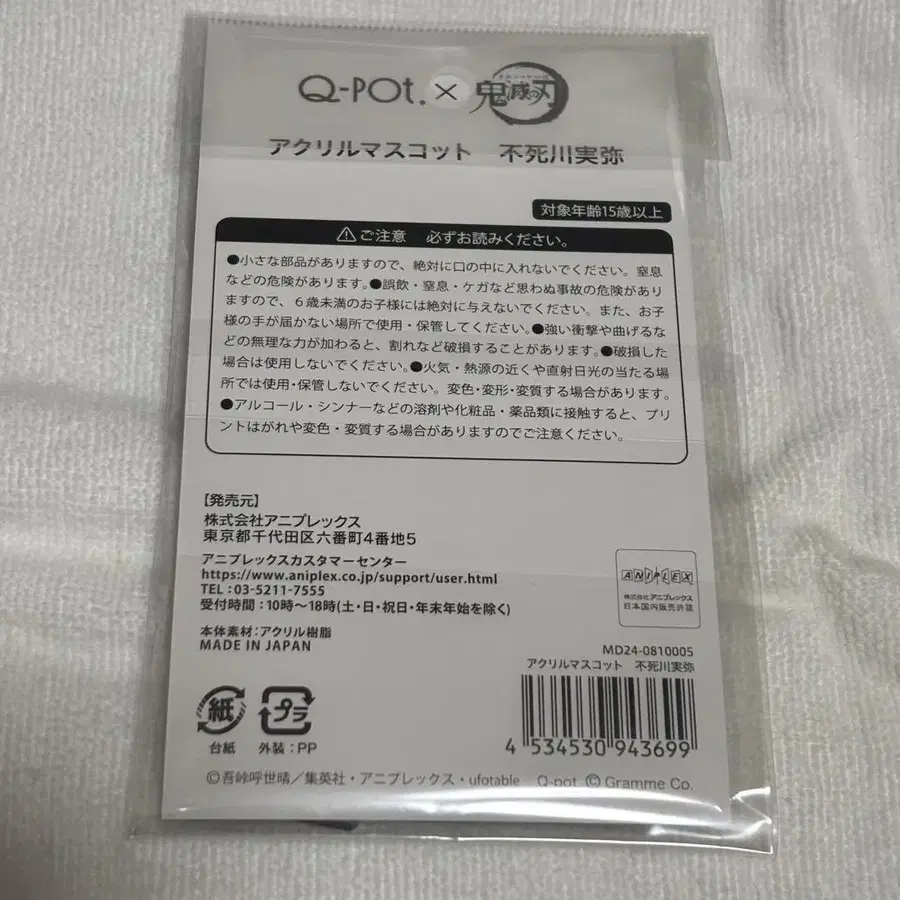 Q-POt. × 鬼滅の刃
アクリルマスコット 不死川実弥
対象年齢15歳以上
⚠ご注意 必ずお読みください。
●小さな部品がありますので、絶対に口の中に入れないでください。窒息
などの危険があります。●誤飲・窒息・ケガなど思わぬ事故の危険があり
ますので、６歳未満のお子様には絶対に与えないでください。また、お子
様の手が届かない場所で使用・保管してください。●強い衝撃や曲げるな
どの無理な力が加わると、割れなど破損することがあります。●破損した
場合は使用しないでください。●火気・熱源の近くや直射日光の当たる場
所では使用・保管しないでください。変色・変形・変質する場合があります。
●アルコール・シンナーなどの溶剤や化粧品・薬品類に接触すると、プリ
ントはがれや変色・変質する場合がありますのでご注意ください。
【発売元】
株式会社アニプレックス
東京都千代田区六番町4番地5
アニプレックスカスタマーセンター
https://www.aniplex.co.jp/support/user.html
TEL：03-5211-7555
受付時間：10時～18時(土・日・祝日・年末年始を除く)
本体素材：アクリル樹脂
MADE IN JAPAN
ANIPLEX
株式会社アニプレックス
日本国内販売許諾
MD24-0810005
アクリルマスコット 不死川実弥
4 534530 943699
紙
台紙
プラ
外装：PP
©吾峠呼世晴／集英社・アニプレックス・ufotable Q-pot. © Gramme Co.